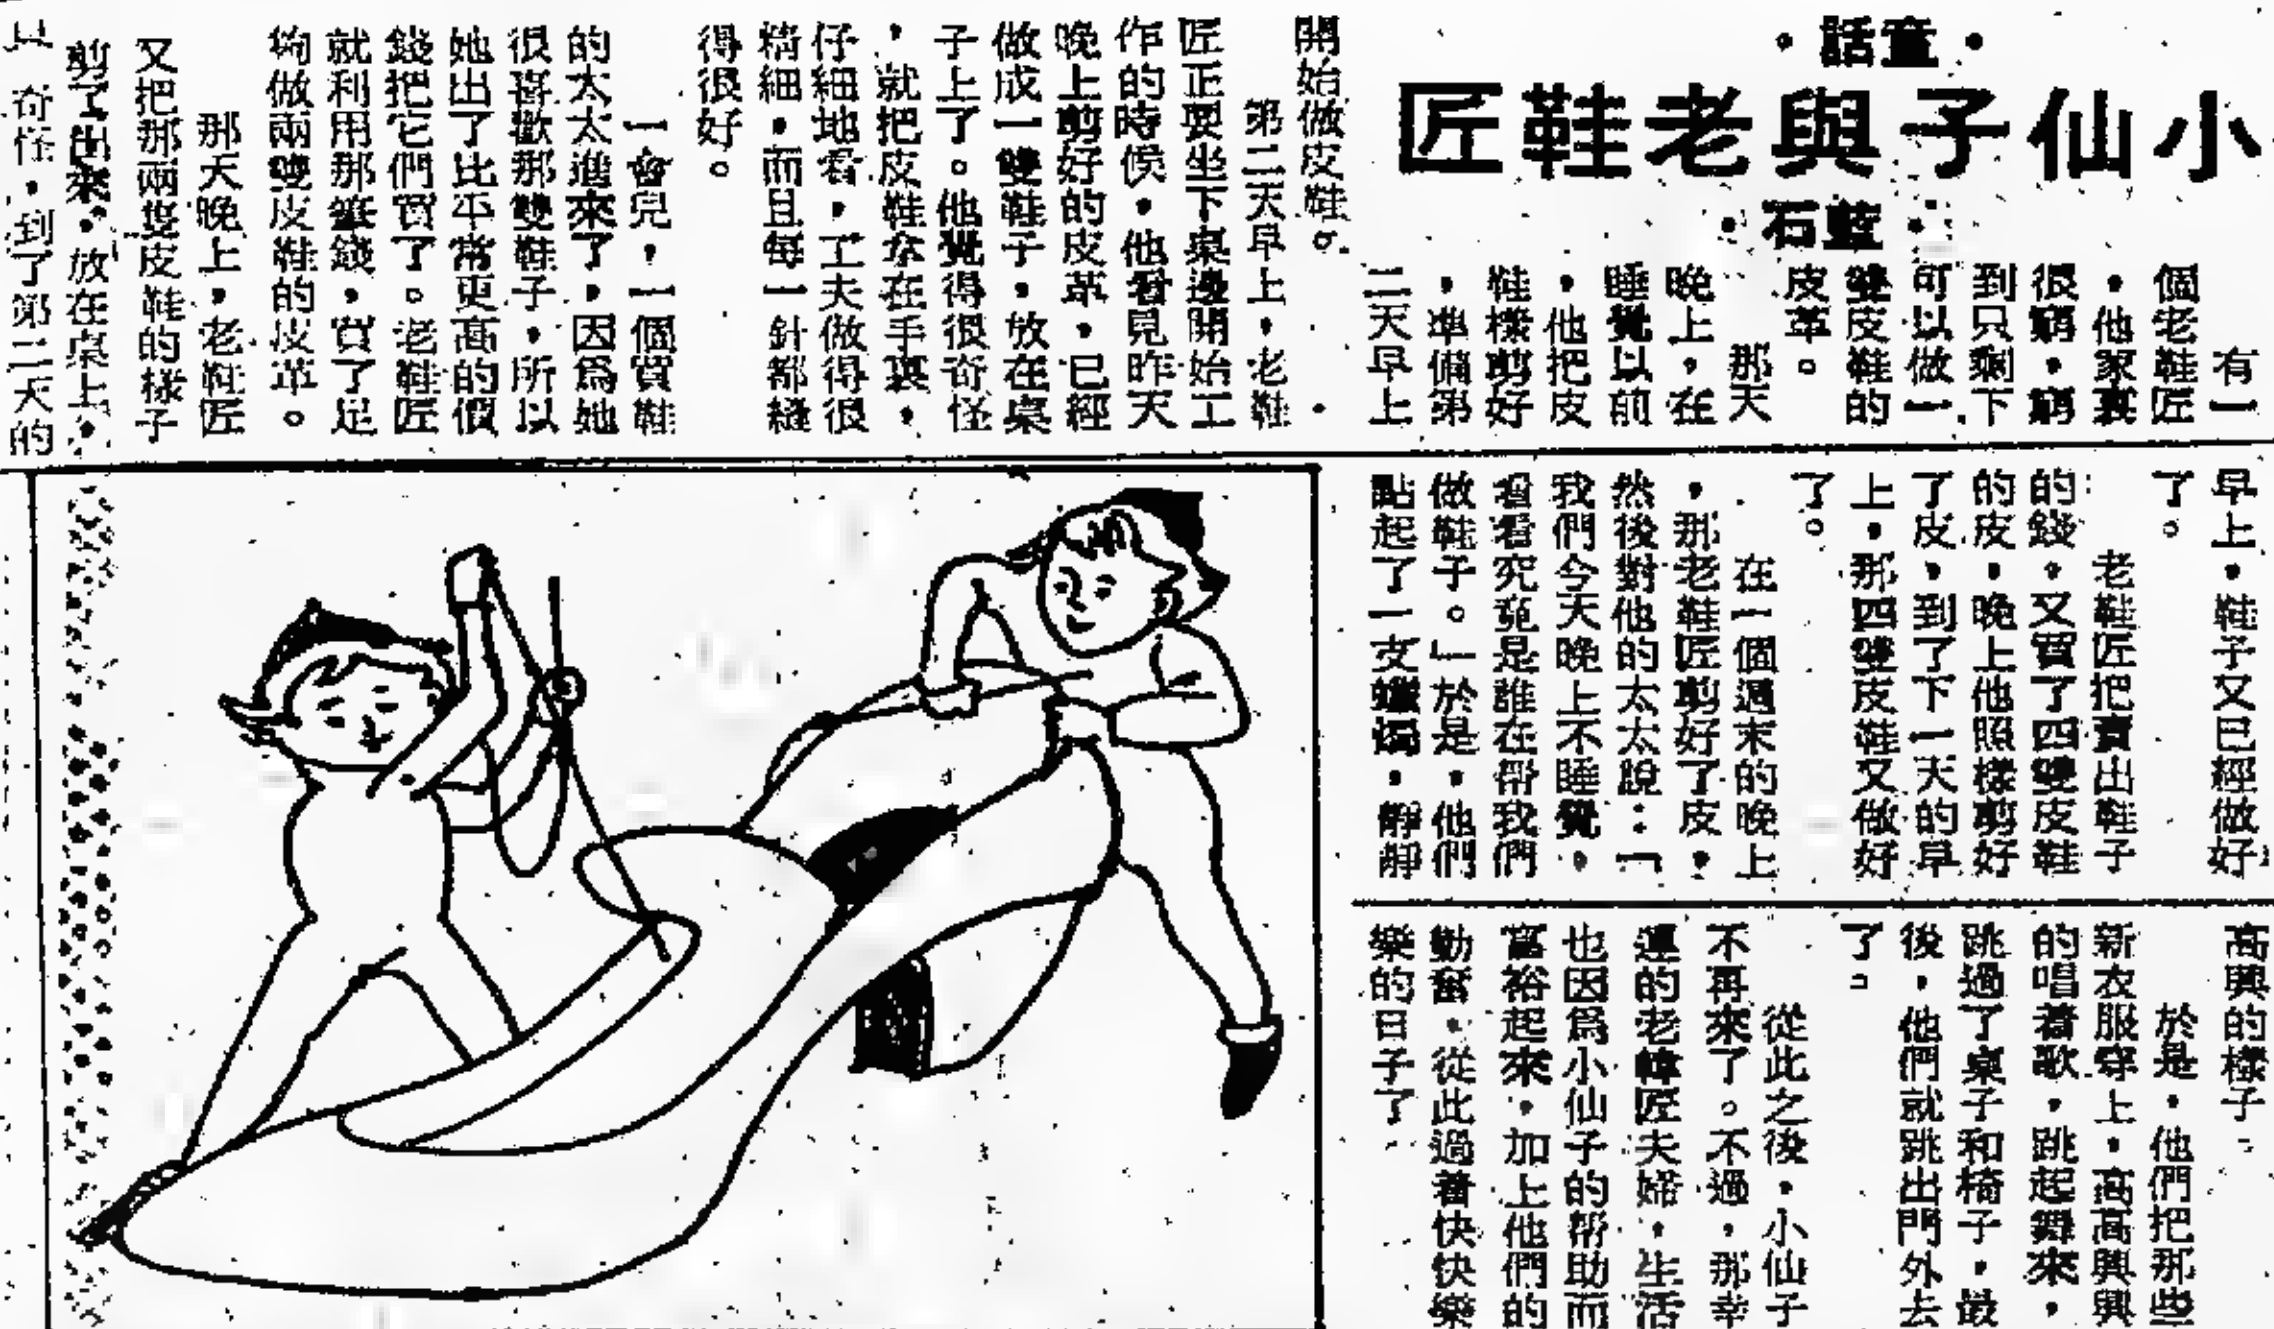 ·童話·
小仙子與老鞋匠
·藍石·
有一
個老鞋匠
，他家裏
很窮，窮
到只剩下
可以做一
雙皮鞋的
皮革。
那天
晚上，在
睡覺以前
，他把皮
鞋樣剪好
，準備第
二天早上
開始做皮鞋。
第二天早上，老鞋
匠正要坐下桌邊開始工
作的時候，他看見昨天
晚上剪好的皮革，已經
做成一雙鞋子，放在桌
子上了。他覺得很奇怪
，就把皮鞋拿在手裏，
仔細地看，工夫做得很
精細，而且每一針都縫
得很好。
一會兒，一個買鞋
的太太進來了，因爲她
很喜歡那雙鞋子，所以
她出了比平常更高的價
錢把它們買了。老鞋匠
就利用那筆錢，買了足
夠做兩雙皮鞋的皮革。
那天晚上，老鞋匠
又把那兩隻皮鞋的樣子
剪了出來，放在桌上，
奇怪，到了第二天的
早上，鞋子又已經做好
了。
老鞋匠把賣出鞋子
的錢，又買了四雙皮鞋
的皮，晚上他照樣剪好
了皮，到了下一天的早
上，那四雙皮鞋又做好
了。
在一個週末的晚上
，那老鞋匠剪好了皮，
然後對他的太太說：「
我們今天晚上不睡覺，
看看究竟是誰在帮我們
做鞋子。」於是，他們
點起了一支蠟燭，靜靜
高興的樣子。
於是，他們把那些
新衣服穿上，高高興興
的唱着歌，跳起舞來，
跳過了桌子和椅子，最
後，他們就跳出門外去
了。
從此之後，小仙子
不再來了。不過，那幸
運的老鞋匠夫婦，生活
也因爲小仙子的帮助而
富裕起來，加上他們的
勤奮，從此過着快快樂
樂的日子了